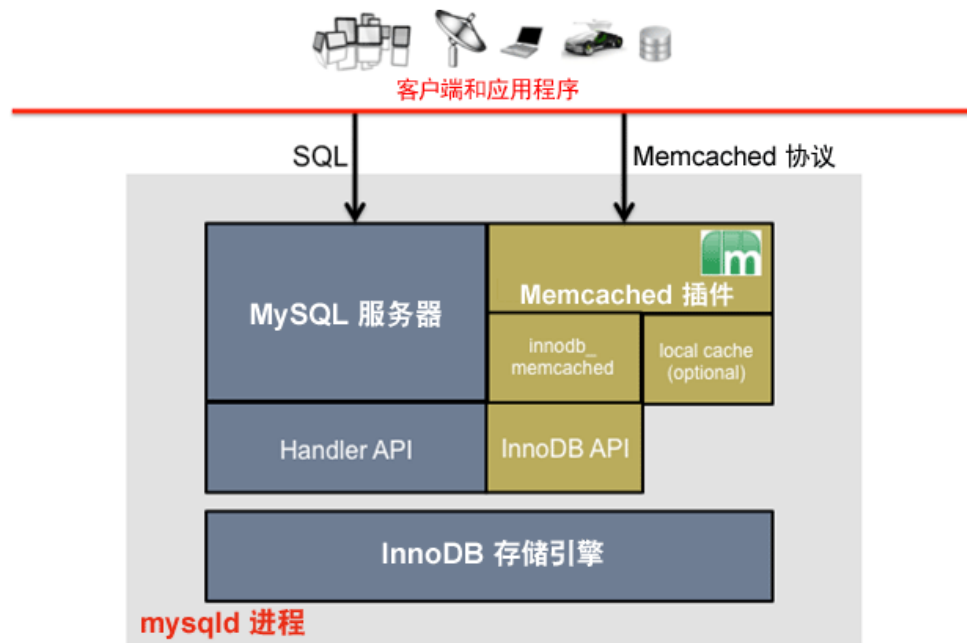 客户端和应用程序
SQL
Memcached 协议
m
MySQL 服务器
Memcached 插件
innodb_
memcached
local cache
(optional)
Handler API
InnoDB API
InnoDB 存储引擎
mysqld 进程